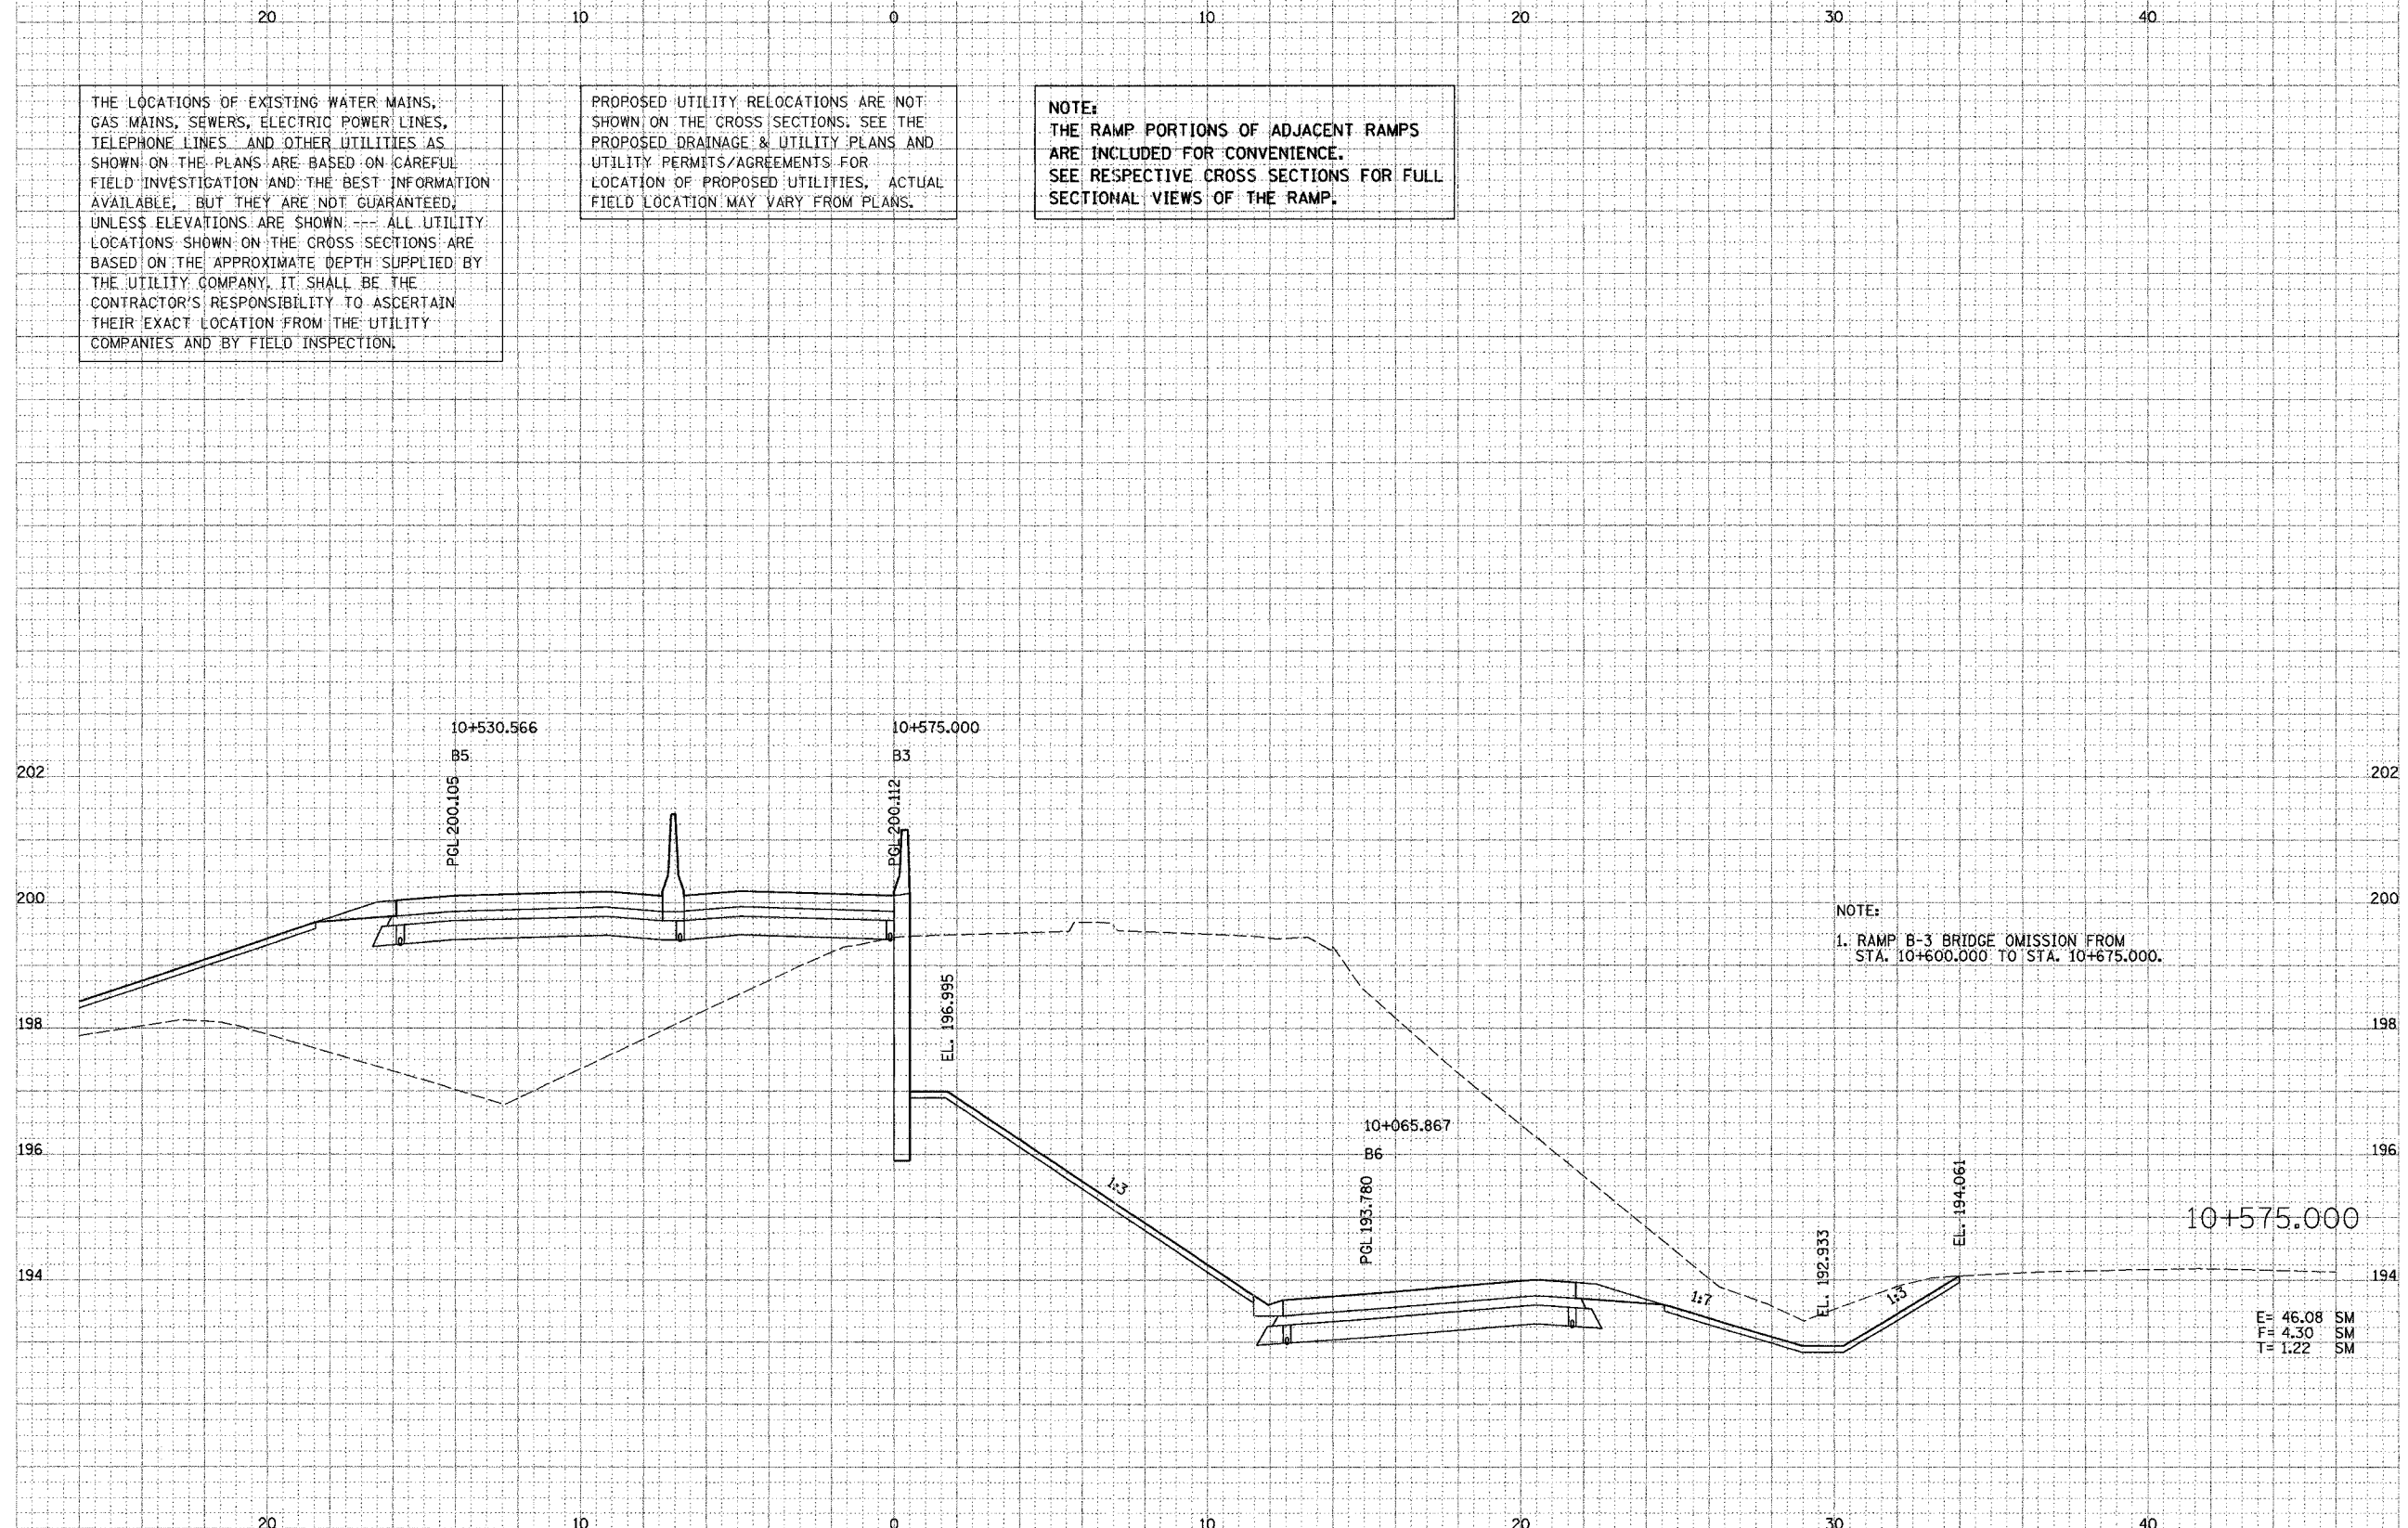 20 10 0 10 20 30 40
THE LOCATIONS OF EXISTING WATER MAINS,
GAS MAINS, SEWERS, ELECTRIC POWER LINES,
TELEPHONE LINES AND OTHER UTILITIES AS
SHOWN ON THE PLANS ARE BASED ON CAREFUL
FIELD INVESTIGATION AND THE BEST INFORMATION
AVAILABLE, BUT THEY ARE NOT GUARANTEED.
UNLESS ELEVATIONS ARE SHOWN --- ALL UTILITY
LOCATIONS SHOWN ON THE CROSS SECTIONS ARE
BASED ON THE APPROXIMATE DEPTH SUPPLIED BY
THE UTILITY COMPANY. IT SHALL BE THE
CONTRACTOR'S RESPONSIBILITY TO ASCERTAIN
THEIR EXACT LOCATION FROM THE UTILITY
COMPANIES AND BY FIELD INSPECTION.
PROPOSED UTILITY RELOCATIONS ARE NOT
SHOWN ON THE CROSS SECTIONS. SEE THE
PROPOSED DRAINAGE & UTILITY PLANS AND
UTILITY PERMITS/AGREEMENTS FOR
LOCATION OF PROPOSED UTILITIES. ACTUAL
FIELD LOCATION MAY VARY FROM PLANS.
NOTE:
THE RAMP PORTIONS OF ADJACENT RAMPS
ARE INCLUDED FOR CONVENIENCE.
SEE RESPECTIVE CROSS SECTIONS FOR FULL
SECTIONAL VIEWS OF THE RAMP.
10+530.566
B5
PGL 200.105
10+575.000
B3
PGL 200.112
202 202
200 200
NOTE:
1. RAMP B-3 BRIDGE OMISSION FROM
STA. 10+600.000 TO STA. 10+675.000.
EL. 196.995
198 198
10+065.867
B6
PGL 193.780
196 196
1:3
EL. 194.061
10+575.000
EL. 192.933
194 194
1:7
1:3
E= 46.08 SM
F= 4.30 SM
T= 1.22 SM
20 10 0 10 20 30 40